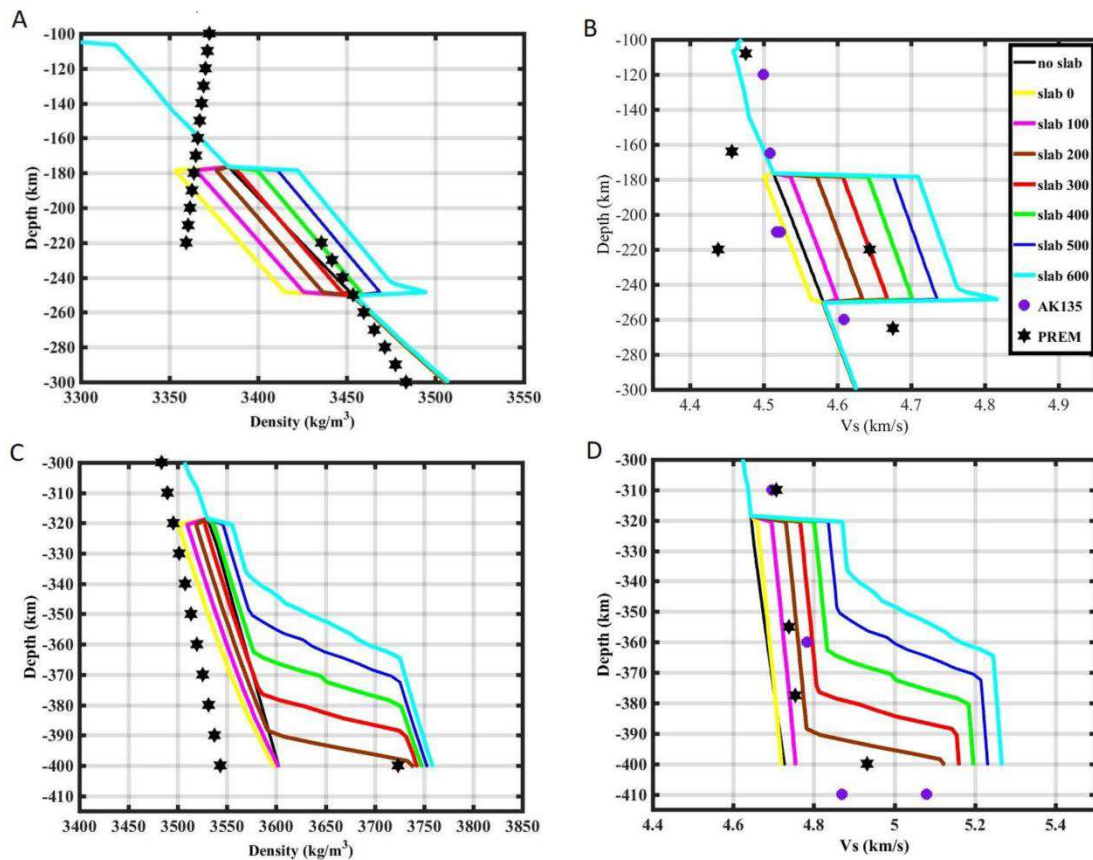 A
-100
-120
-140
-160
-180
-200
-220
-240
-260
-280
-300
Depth (km)
3300 3350 3400 3450 3500 3550
Density (kg/m³)
B
-100
-120
-140
-160
-180
-200
-220
-240
-260
-280
-300
Depth (km)
4.4 4.5 4.6 4.7 4.8 4.9
Vs (km/s)
no slab
slab 0
slab 100
slab 200
slab 300
slab 400
slab 500
slab 600
AK135
PREM
C
-300
-310
-320
-330
-340
-350
-360
-370
-380
-390
-400
-410
Depth (km)
3400 3450 3500 3550 3600 3650 3700 3750 3800 3850
Density (kg/m³)
D
-300
-310
-320
-330
-340
-350
-360
-370
-380
-390
-400
-410
Depth (km)
4.4 4.6 4.8 5 5.2 5.4
Vs (km/s)